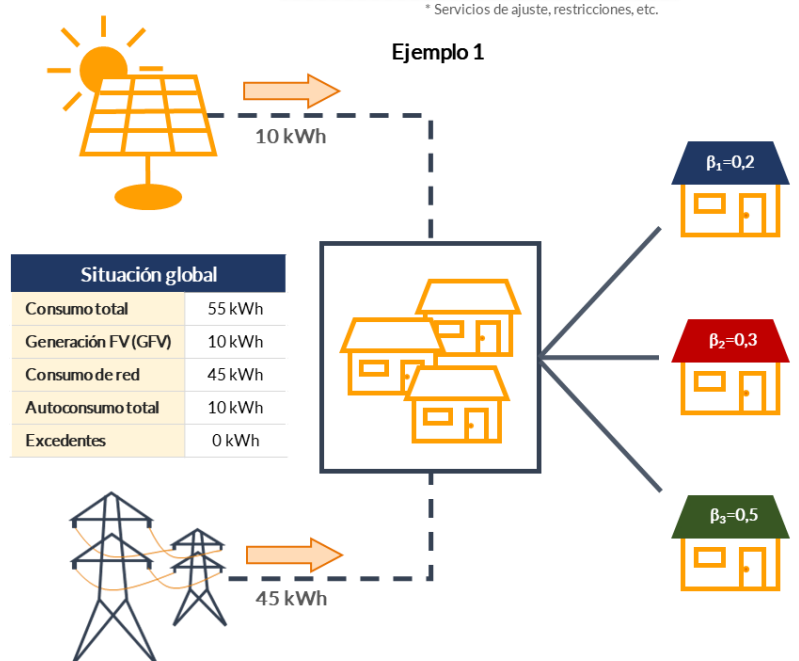 * Servicios de ajuste, restricciones, etc.
Ejemplo 1
10 kWh
β₁=0,2
Situación global
Consumo total 55 kWh
Generación FV (GFV) 10 kWh
Consumo de red 45 kWh
Autoconsumo total 10 kWh
Excedentes 0 kWh
β₂=0,3
β₃=0,5
45 kWh